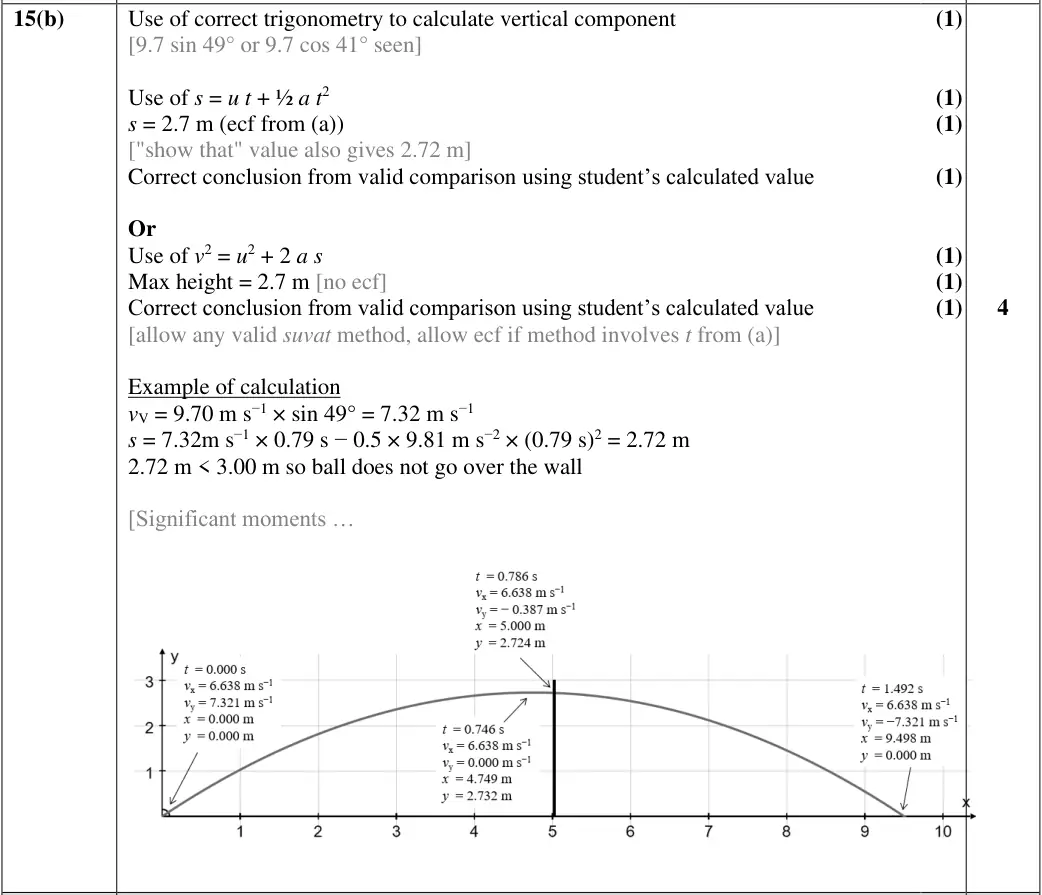 15(b) Use of correct trigonometry to calculate vertical component (1)
[9.7 sin 49° or 9.7 cos 41° seen]
Use of s = u t + ½ a t² (1)
s = 2.7 m (ecf from (a)) (1)
["show that" value also gives 2.72 m]
Correct conclusion from valid comparison using student’s calculated value (1)
Or
Use of v² = u² + 2 a s (1)
Max height = 2.7 m [no ecf] (1)
Correct conclusion from valid comparison using student’s calculated value (1) 4
[allow any valid suvat method, allow ecf if method involves t from (a)]
Example of calculation
vV = 9.70 m s⁻¹ × sin 49° = 7.32 m s⁻¹
s = 7.32m s⁻¹ × 0.79 s − 0.5 × 9.81 m s⁻² × (0.79 s)² = 2.72 m
2.72 m < 3.00 m so ball does not go over the wall
[Significant moments …
t = 0.786 s
vx = 6.638 m s⁻¹
vy = − 0.387 m s⁻¹
x = 5.000 m
y = 2.724 m
y
t = 0.000 s
vx = 6.638 m s⁻¹
vy = 7.321 m s⁻¹
x = 0.000 m
y = 0.000 m
t = 0.746 s
vx = 6.638 m s⁻¹
vy = 0.000 m s⁻¹
x = 4.749 m
y = 2.732 m
t = 1.492 s
vx = 6.638 m s⁻¹
vy = −7.321 m s⁻¹
x = 9.498 m
y = 0.000 m
3
2
1
x
1 2 3 4 5 6 7 8 9 10